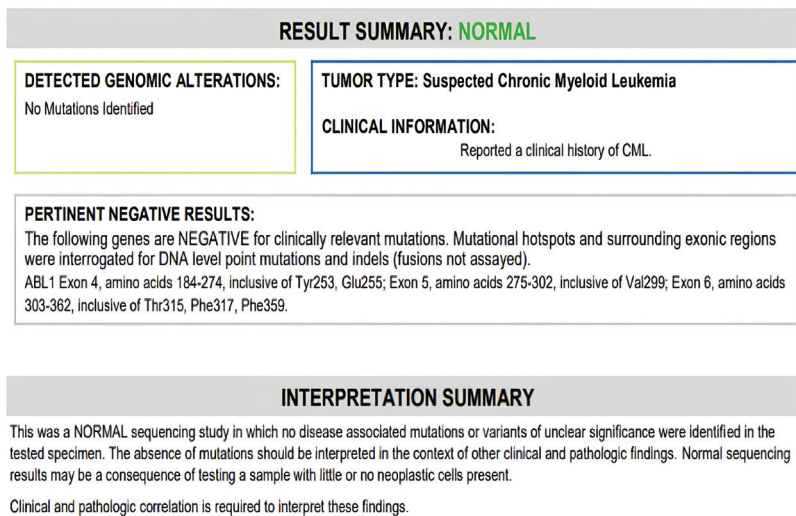 RESULT SUMMARY: NORMAL
DETECTED GENOMIC ALTERATIONS:
No Mutations Identified
TUMOR TYPE: Suspected Chronic Myeloid Leukemia
CLINICAL INFORMATION:
Reported a clinical history of CML.
PERTINENT NEGATIVE RESULTS:
The following genes are NEGATIVE for clinically relevant mutations. Mutational hotspots and surrounding exonic regions
were interrogated for DNA level point mutations and indels (fusions not assayed).
ABL1 Exon 4, amino acids 184-274, inclusive of Tyr253, Glu255; Exon 5, amino acids 275-302, inclusive of Val299; Exon 6, amino acids
303-362, inclusive of Thr315, Phe317, Phe359.
INTERPRETATION SUMMARY
This was a NORMAL sequencing study in which no disease associated mutations or variants of unclear significance were identified in the
tested specimen. The absence of mutations should be interpreted in the context of other clinical and pathologic findings. Normal sequencing
results may be a consequence of testing a sample with little or no neoplastic cells present.
Clinical and pathologic correlation is required to interpret these findings.